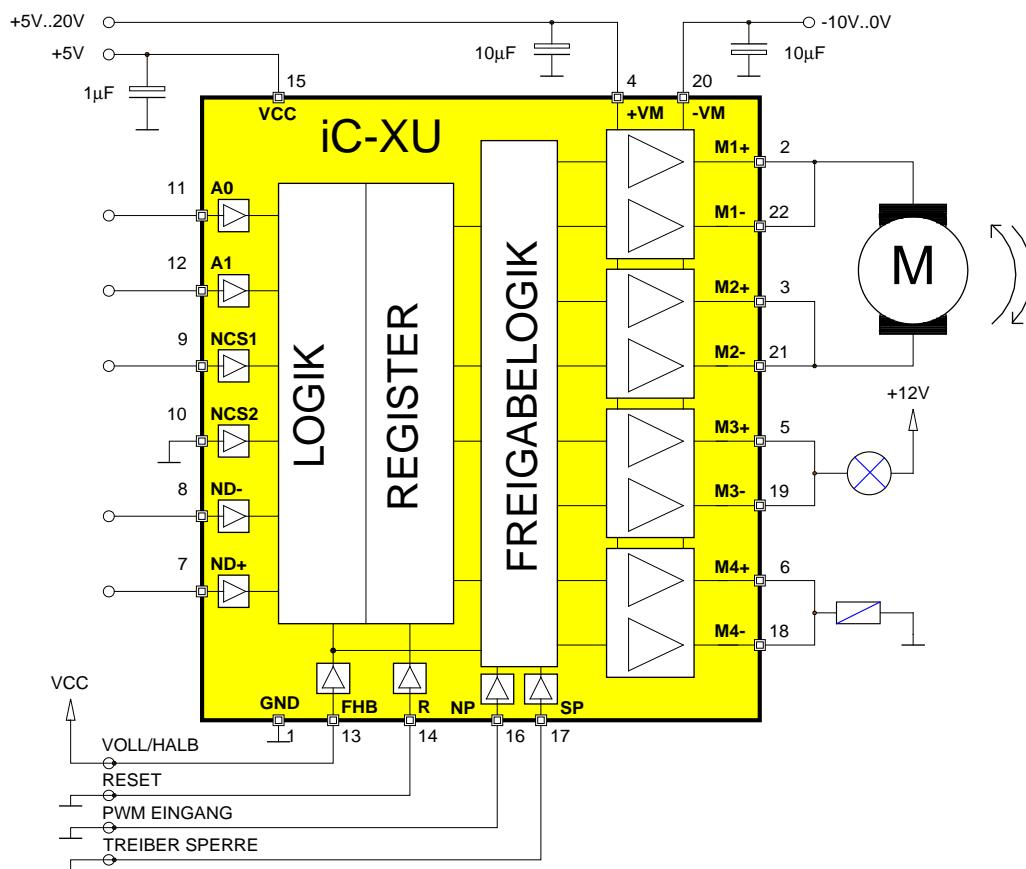 +5V..20V
-10V..0V
+5V
10µF
10µF
1µF
15
4
20
VCC
+VM
-VM
iC-XU
M1+
2
11
A0
M1-
22
M
12
A1
M2+
3
9
NCS1
M2-
21
+12V
10
NCS2
M3+
5
LOGIK
REGISTER
FREIGABELOGIK
M3-
19
8
ND-
7
ND+
M4+
6
M4-
18
VCC
GND
FHB
R
NP
SP
1
13
14
16
17
VOLL/HALB
RESET
PWM EINGANG
TREIBER SPERRE